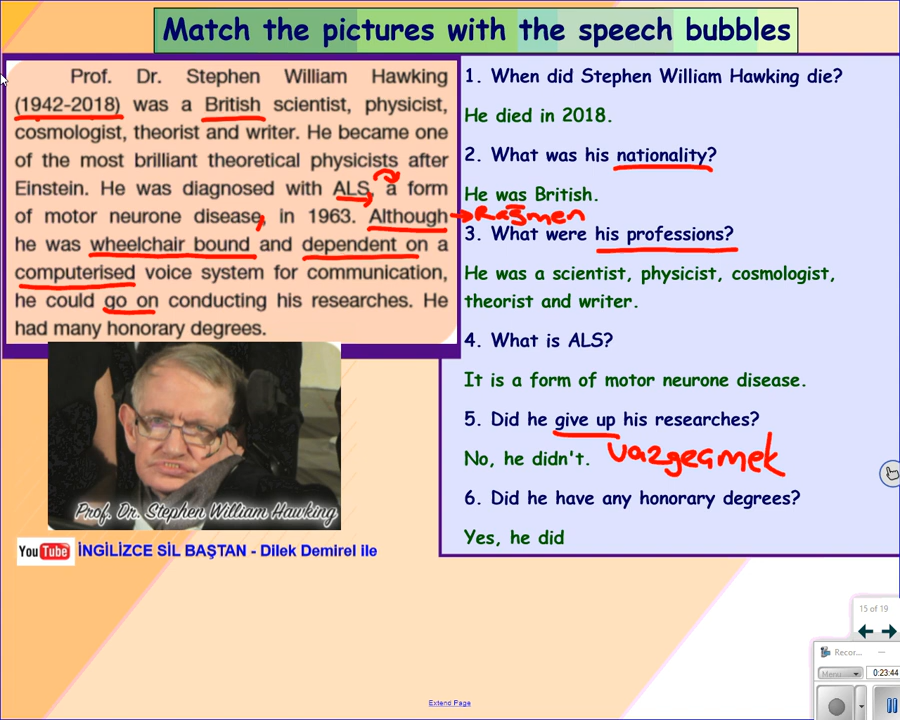 Match the pictures with the speech bubbles
Prof. Dr. Stephen William Hawking
(1942-2018) was a British scientist, physicist,
cosmologist, theorist and writer. He became one
of the most brilliant theoretical physicists after
Einstein. He was diagnosed with ALS, a form
of motor neurone disease, in 1963. Although
he was wheelchair bound and dependent on a
computerised voice system for communication,
he could go on conducting his researches. He
had many honorary degrees.
Prof. Dr. Stephen William Hawking
You Tube İNGİLİZCE SİL BAŞTAN - Dilek Demirel ile
1. When did Stephen William Hawking die?
He died in 2018.
2. What was his nationality?
He was British.
Rağmen
3. What were his professions?
He was a scientist, physicist, cosmologist,
theorist and writer.
4. What is ALS?
It is a form of motor neurone disease.
5. Did he give up his researches?
No, he didn't. vazgeçmek
6. Did he have any honorary degrees?
Yes, he did
15 of 19
Recor...
Menu... 0:23:44
Extend Page